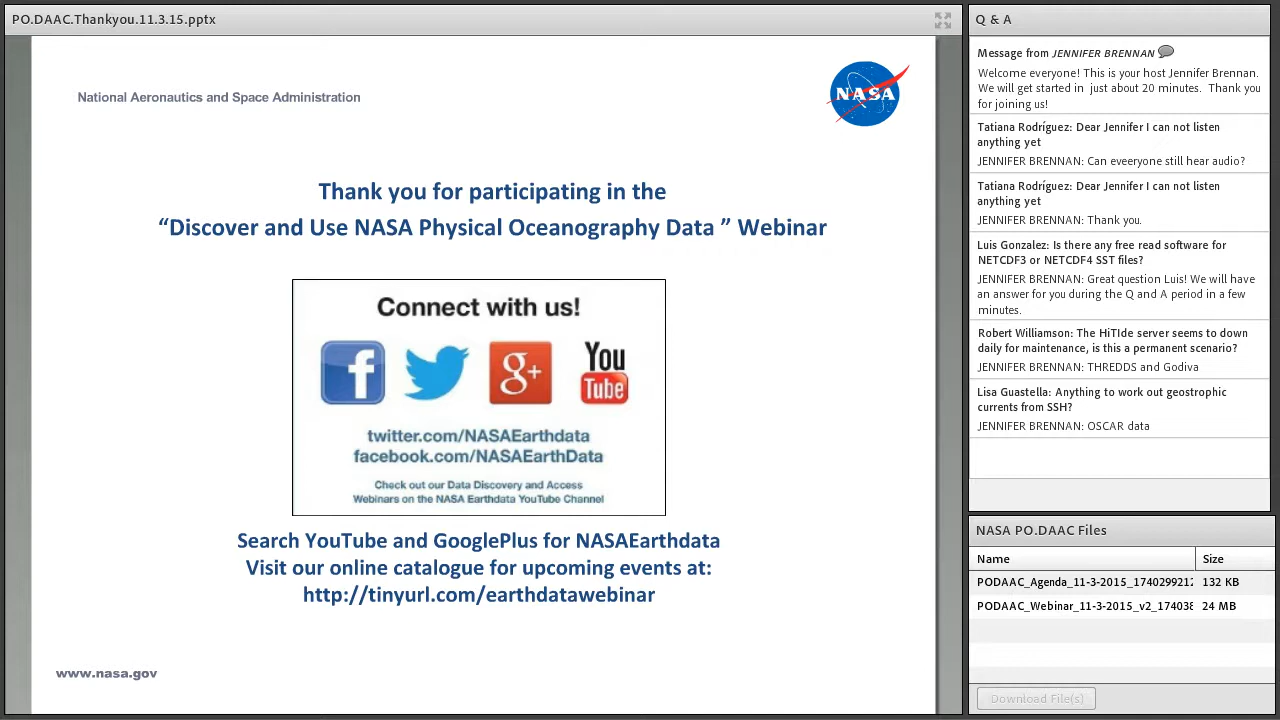 PO.DAAC.Thankyou.11.3.15.pptx
National Aeronautics and Space Administration
NASA
Thank you for participating in the
“Discover and Use NASA Physical Oceanography Data ” Webinar
Connect with us!
f
g+
You
Tube
twitter.com/NASAEarthdata
facebook.com/NASAEarthData
Check out our Data Discovery and Access
Webinars on the NASA Earthdata YouTube Channel
Search YouTube and GooglePlus for NASAEarthdata
Visit our online catalogue for upcoming events at:
http://tinyurl.com/earthdatawebinar
www.nasa.gov
Q & A
Message from JENNIFER BRENNAN
Welcome everyone! This is your host Jennifer Brennan.
We will get started in just about 20 minutes. Thank you
for joining us!
Tatiana Rodríguez: Dear Jennifer I can not listen
anything yet
JENNIFER BRENNAN: Can eveeryone still hear audio?
Tatiana Rodríguez: Dear Jennifer I can not listen
anything yet
JENNIFER BRENNAN: Thank you.
Luis Gonzalez: Is there any free read software for
NETCDF3 or NETCDF4 SST files?
JENNIFER BRENNAN: Great question Luis! We will have
an answer for you during the Q and A period in a few
minutes.
Robert Williamson: The HiTIde server seems to down
daily for maintenance, is this a permanent scenario?
JENNIFER BRENNAN: THREDDS and Godiva
Lisa Guastella: Anything to work out geostrophic
currents from SSH?
JENNIFER BRENNAN: OSCAR data
NASA PO.DAAC Files
Name Size
PODAAC_Agenda_11-3-2015_1740299212 132 KB
PODAAC_Webinar_11-3-2015_v2_174038 24 MB
Download File(s)